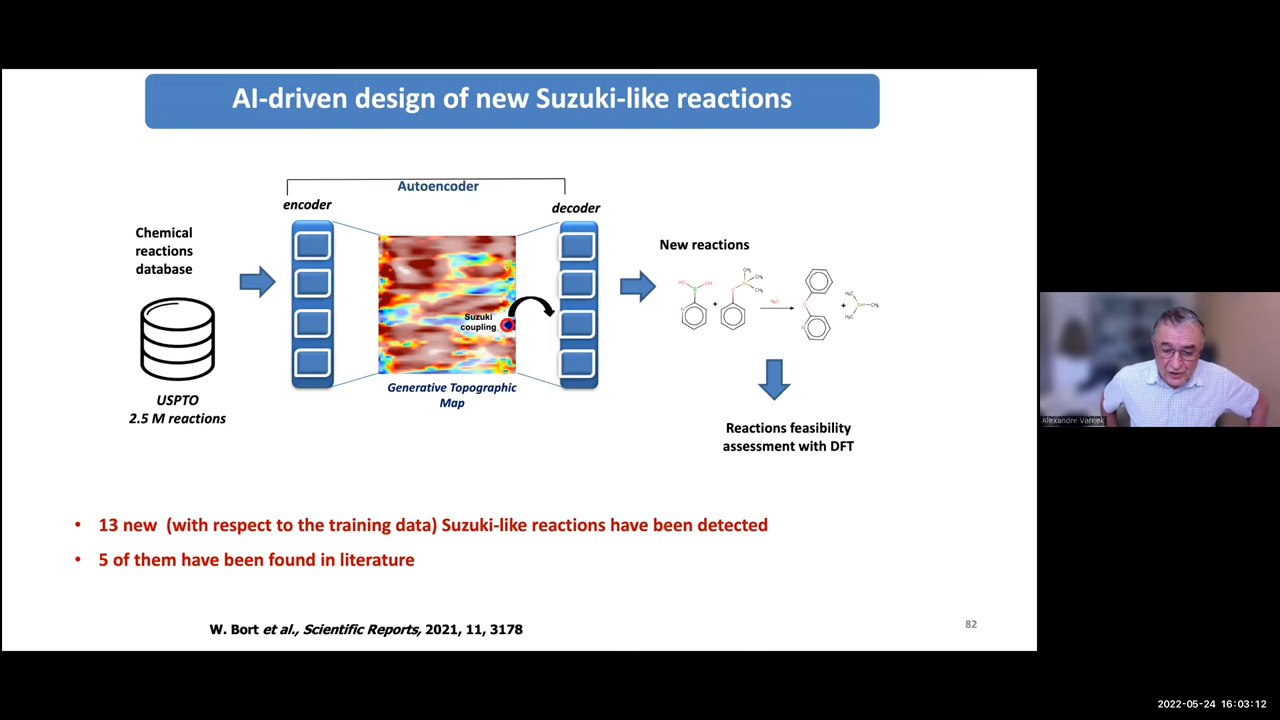 AI-driven design of new Suzuki-like reactions
Autoencoder
encoder
decoder
Chemical
reactions
database
New reactions
Suzuki
coupling
Generative Topographic
Map
USPTO
2.5 M reactions
Reactions feasibility
assessment with DFT
• 13 new (with respect to the training data) Suzuki-like reactions have been detected
• 5 of them have been found in literature
W. Bort et al., Scientific Reports, 2021, 11, 3178
82
Alexandre Varnek
2022-05-24 16:03:12